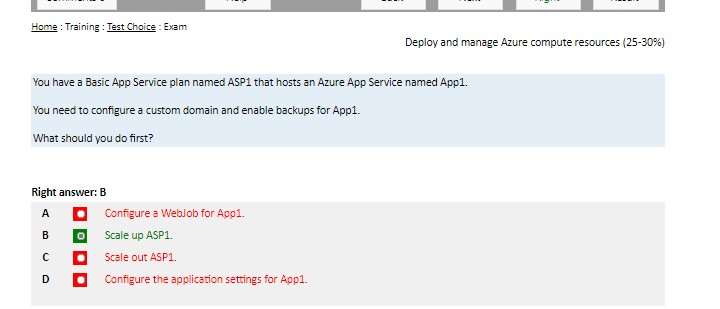 Home : Training : Test Choice : Exam
Deploy and manage Azure compute resources (25-30%)
You have a Basic App Service plan named ASP1 that hosts an Azure App Service named App1.
You need to configure a custom domain and enable backups for App1.
What should you do first?
Right answer: B
A Configure a WebJob for App1.
B Scale up ASP1.
C Scale out ASP1.
D Configure the application settings for App1.